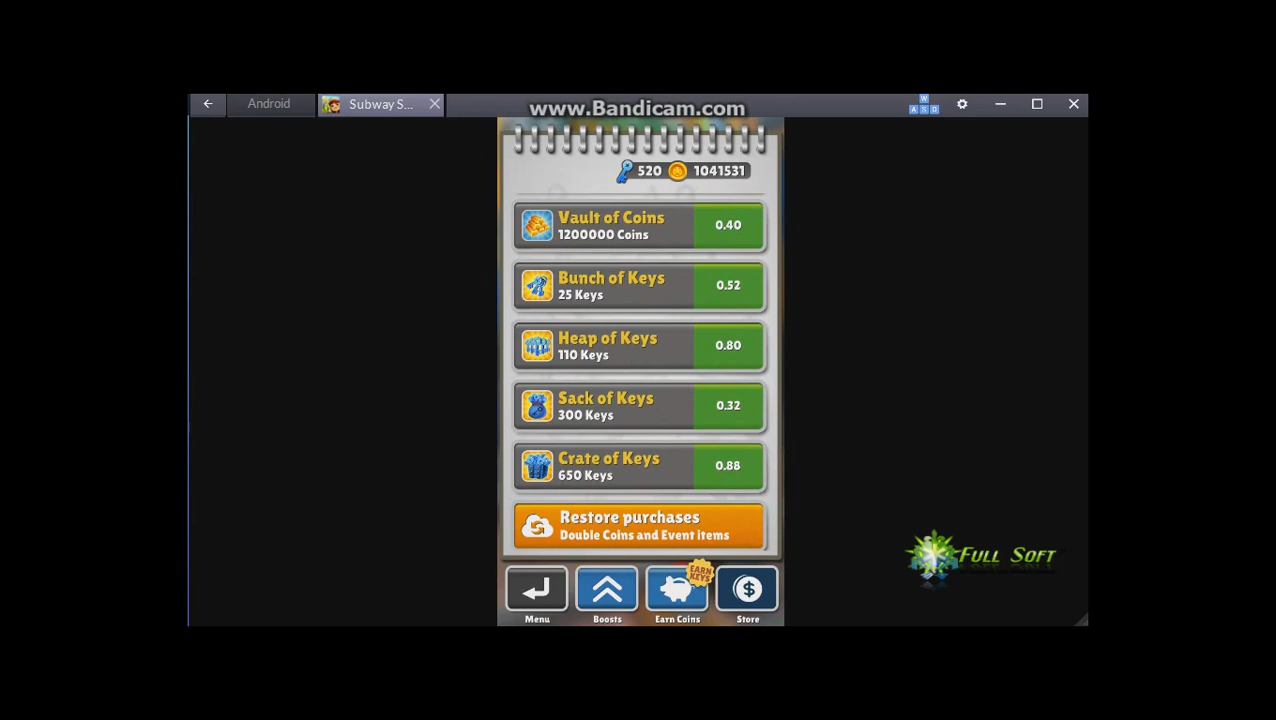 Android
Subway S...
www.Bandicam.com
W
A S D
520 1041531
Vault of Coins
1200000 Coins
0.40
Bunch of Keys
25 Keys
0.52
Heap of Keys
110 Keys
0.80
Sack of Keys
300 Keys
0.32
Crate of Keys
650 Keys
0.88
Restore purchases
Double Coins and Event items
FULL SOFT
EARN
KEYS
Menu
Boosts
Earn Coins
Store